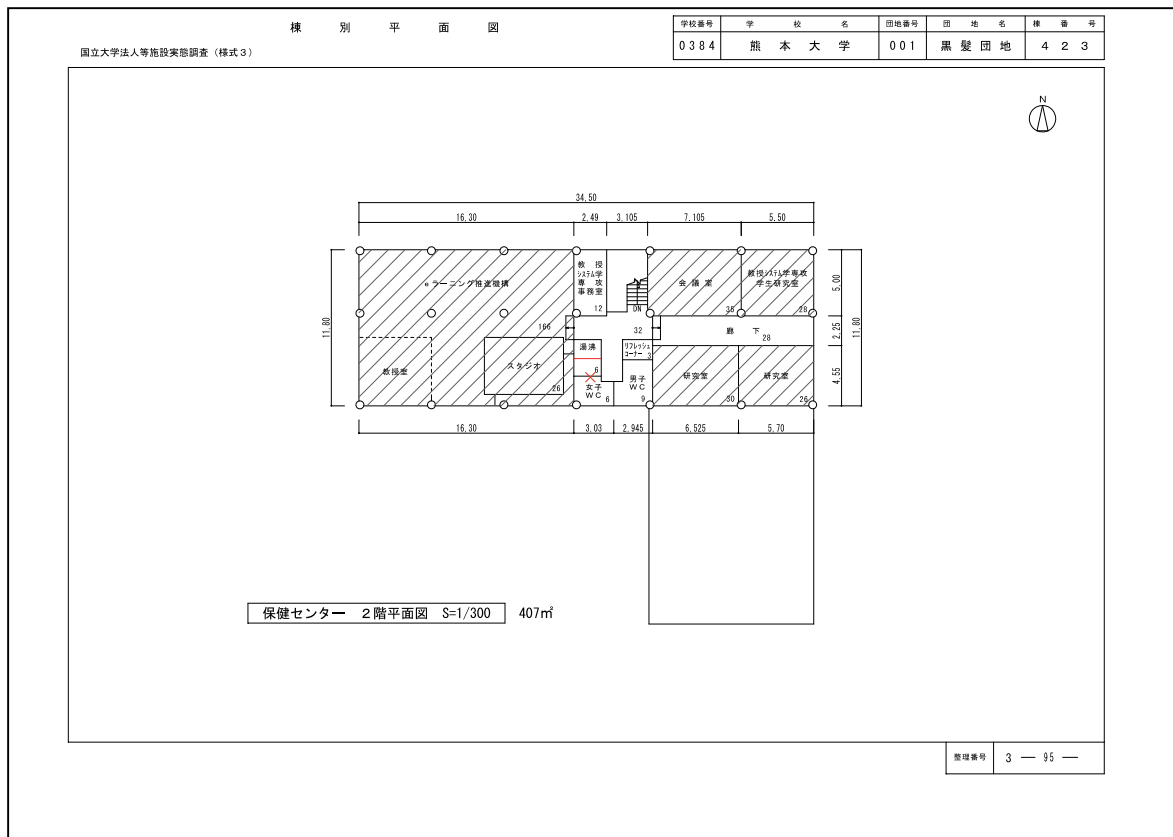 棟別平面図
国立大学法人等施設実態調査（様式３）
学校番号 学校名 団地番号 団地名 棟番号
0384 熊本大学 001 黒髪団地 423
N
34.50
16.30 2.49 3.105 7.105 5.50
eラーニング推進機構
教授
システム学
専攻
事務室
12
DN
会議室
35
教授システム学専攻
学生研究室
28
11.80
5.00
2.25
4.55
11.80
166
32
廊下
28
湯沸
6
リフレッシュ
コーナー
3
教授室
スタジオ
26
女子
WC
6
男子
WC
9
研究室
30
研究室
26
16.30 3.03 2.945 6.525 5.70
保健センター ２階平面図 S=1/300 407㎡
整理番号 3 ― 95 ―